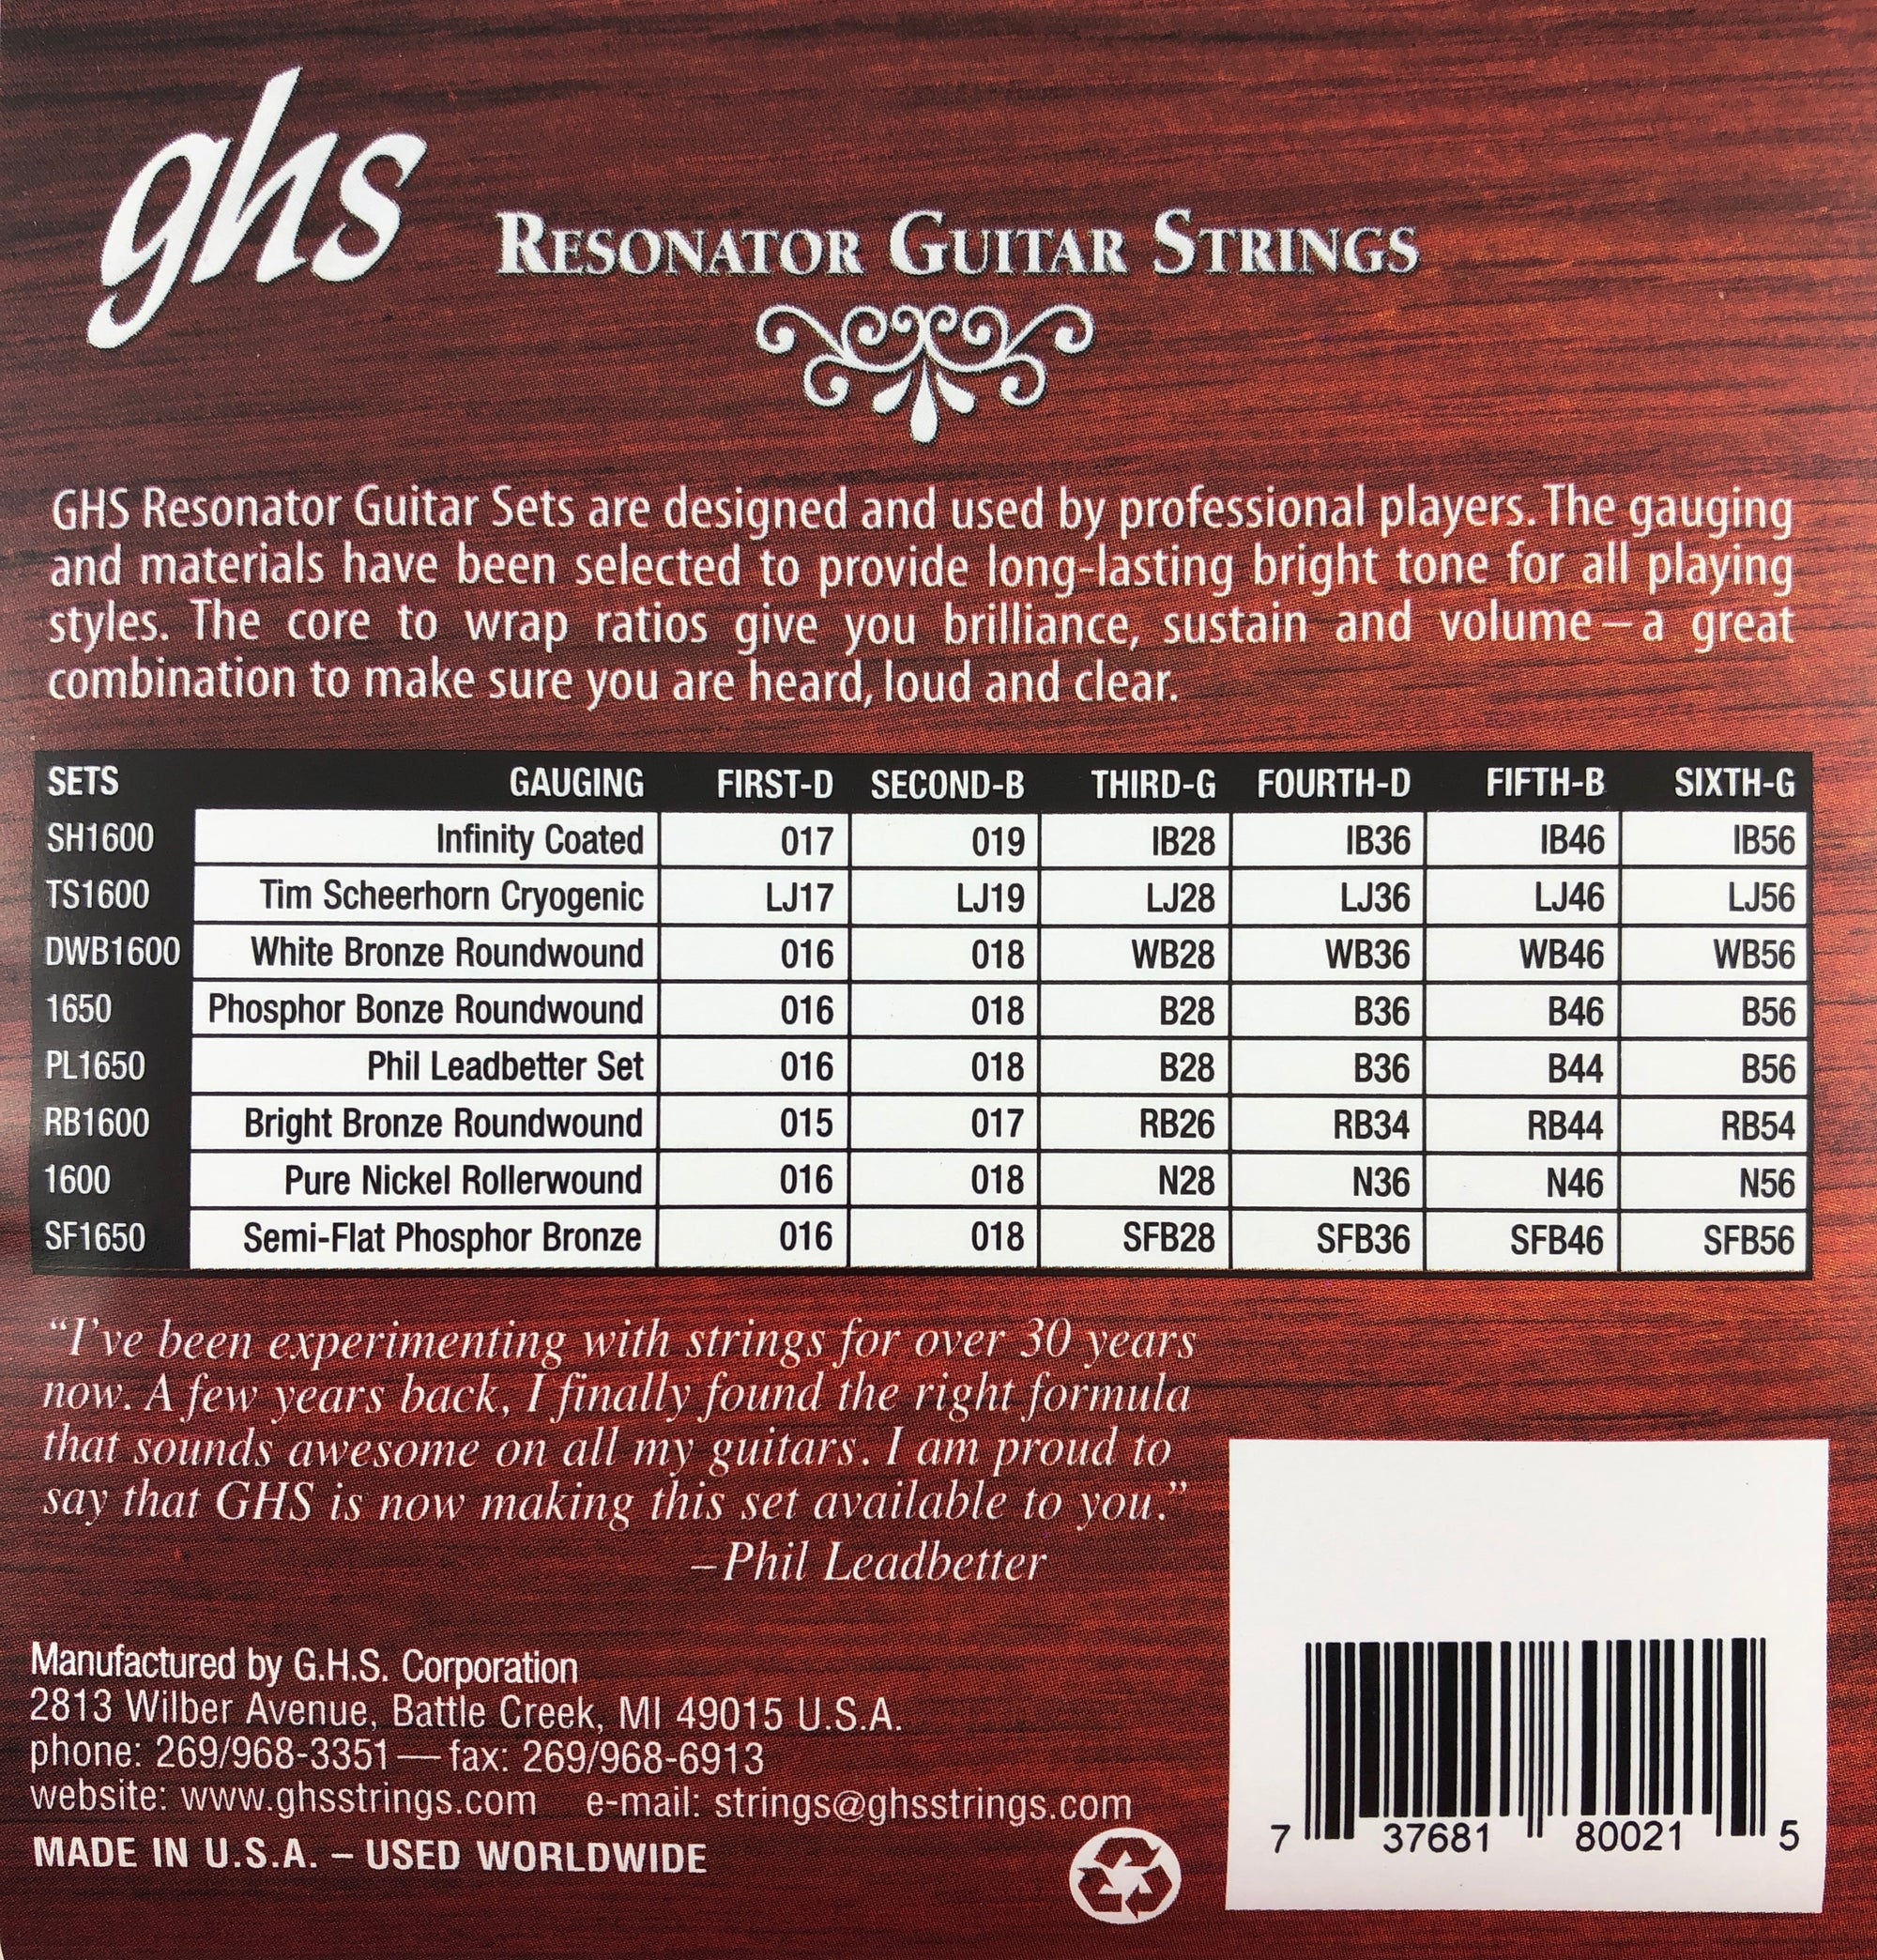 ghs
RESONATOR GUITAR STRINGS
GHS Resonator Guitar Sets are designed and used by professional players. The gauging
and materials have been selected to provide long-lasting bright tone for all playing
styles. The core to wrap ratios give you brilliance, sustain and volume — a great
combination to make sure you are heard, loud and clear.
SETS GAUGING FIRST-D SECOND-B THIRD-G FOURTH-D FIFTH-B SIXTH-G
SH1600 Infinity Coated 017 019 IB28 IB36 IB46 IB56
TS1600 Tim Scheerhorn Cryogenic LJ17 LJ19 LJ28 LJ36 LJ46 LJ56
DWB1600 White Bronze Roundwound 016 018 WB28 WB36 WB46 WB56
1650 Phosphor Bonze Roundwound 016 018 B28 B36 B46 B56
PL1650 Phil Leadbetter Set 016 018 B28 B36 B44 B56
RB1600 Bright Bronze Roundwound 015 017 RB26 RB34 RB44 RB54
1600 Pure Nickel Rollerwound 016 018 N28 N36 N46 N56
SF1650 Semi-Flat Phosphor Bronze 016 018 SFB28 SFB36 SFB46 SFB56
“I’ve been experimenting with strings for over 30 years
now. A few years back, I finally found the right formula
that sounds awesome on all my guitars. I am proud to
say that GHS is now making this set available to you.”
–Phil Leadbetter
Manufactured by G.H.S. Corporation
2813 Wilber Avenue, Battle Creek, MI 49015 U.S.A.
phone: 269/968-3351 — fax: 269/968-6913
website: www.ghsstrings.com e-mail: strings@ghsstrings.com
MADE IN U.S.A. – USED WORLDWIDE
7 37681 80021 5